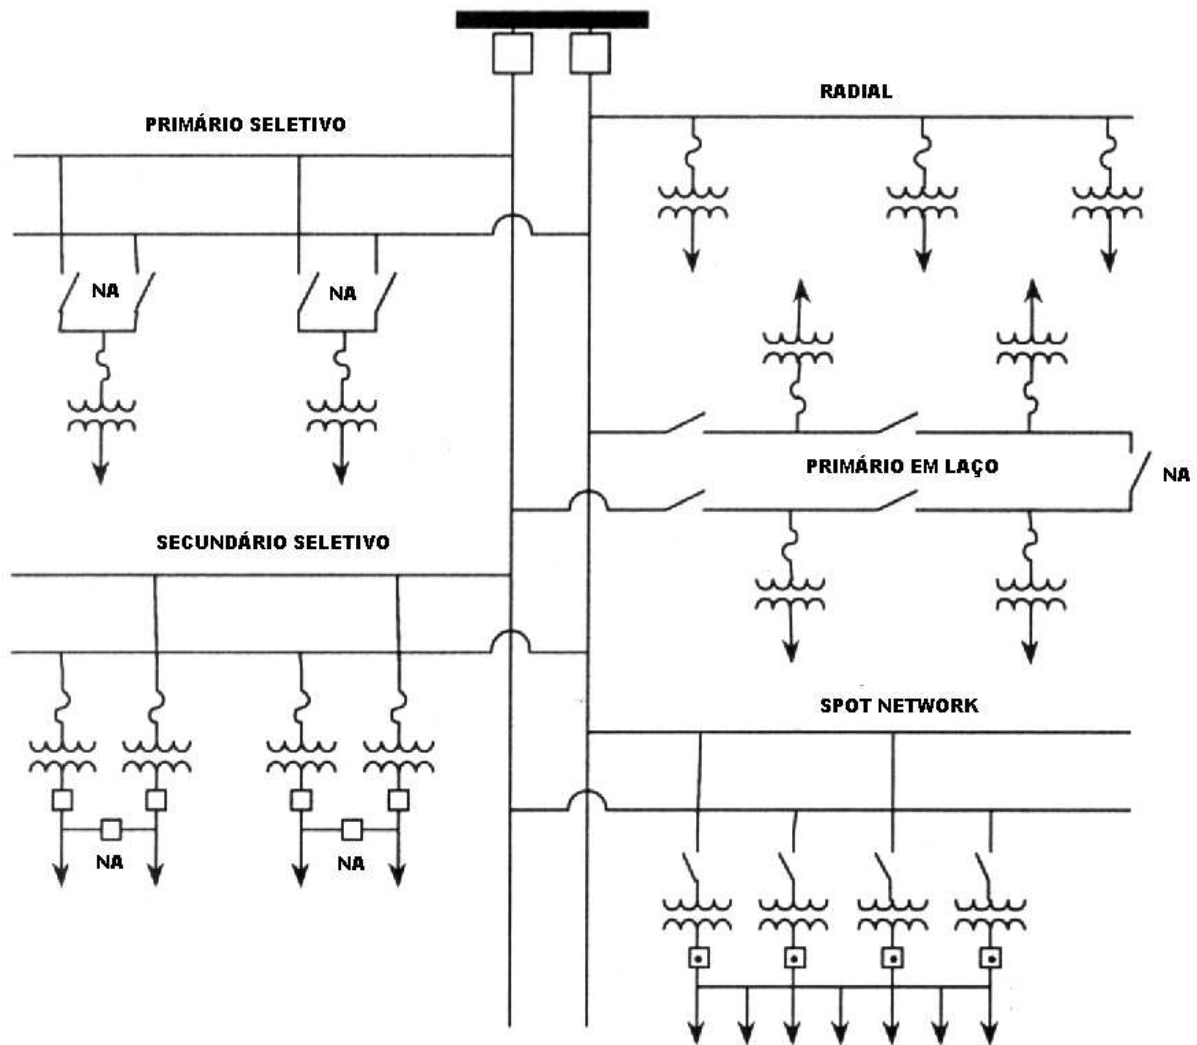 RADIAL
PRIMÁRIO SELETIVO
NA
NA
PRIMÁRIO EM LAÇO
NA
SECUNDÁRIO SELETIVO
SPOT NETWORK
NA
NA